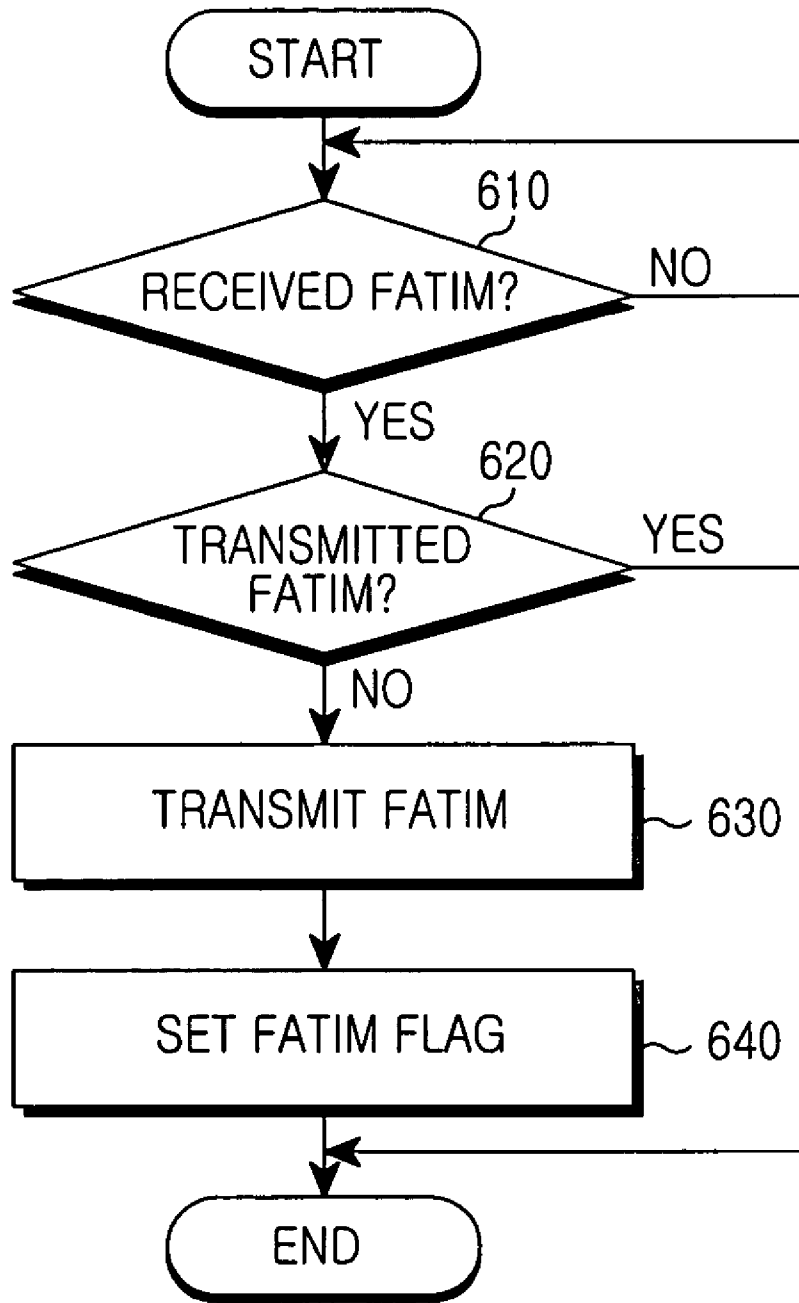 START
610
RECEIVED FATIM?
NO
YES
620
TRANSMITTED
FATIM?
YES
NO
TRANSMIT FATIM
630
SET FATIM FLAG
640
END